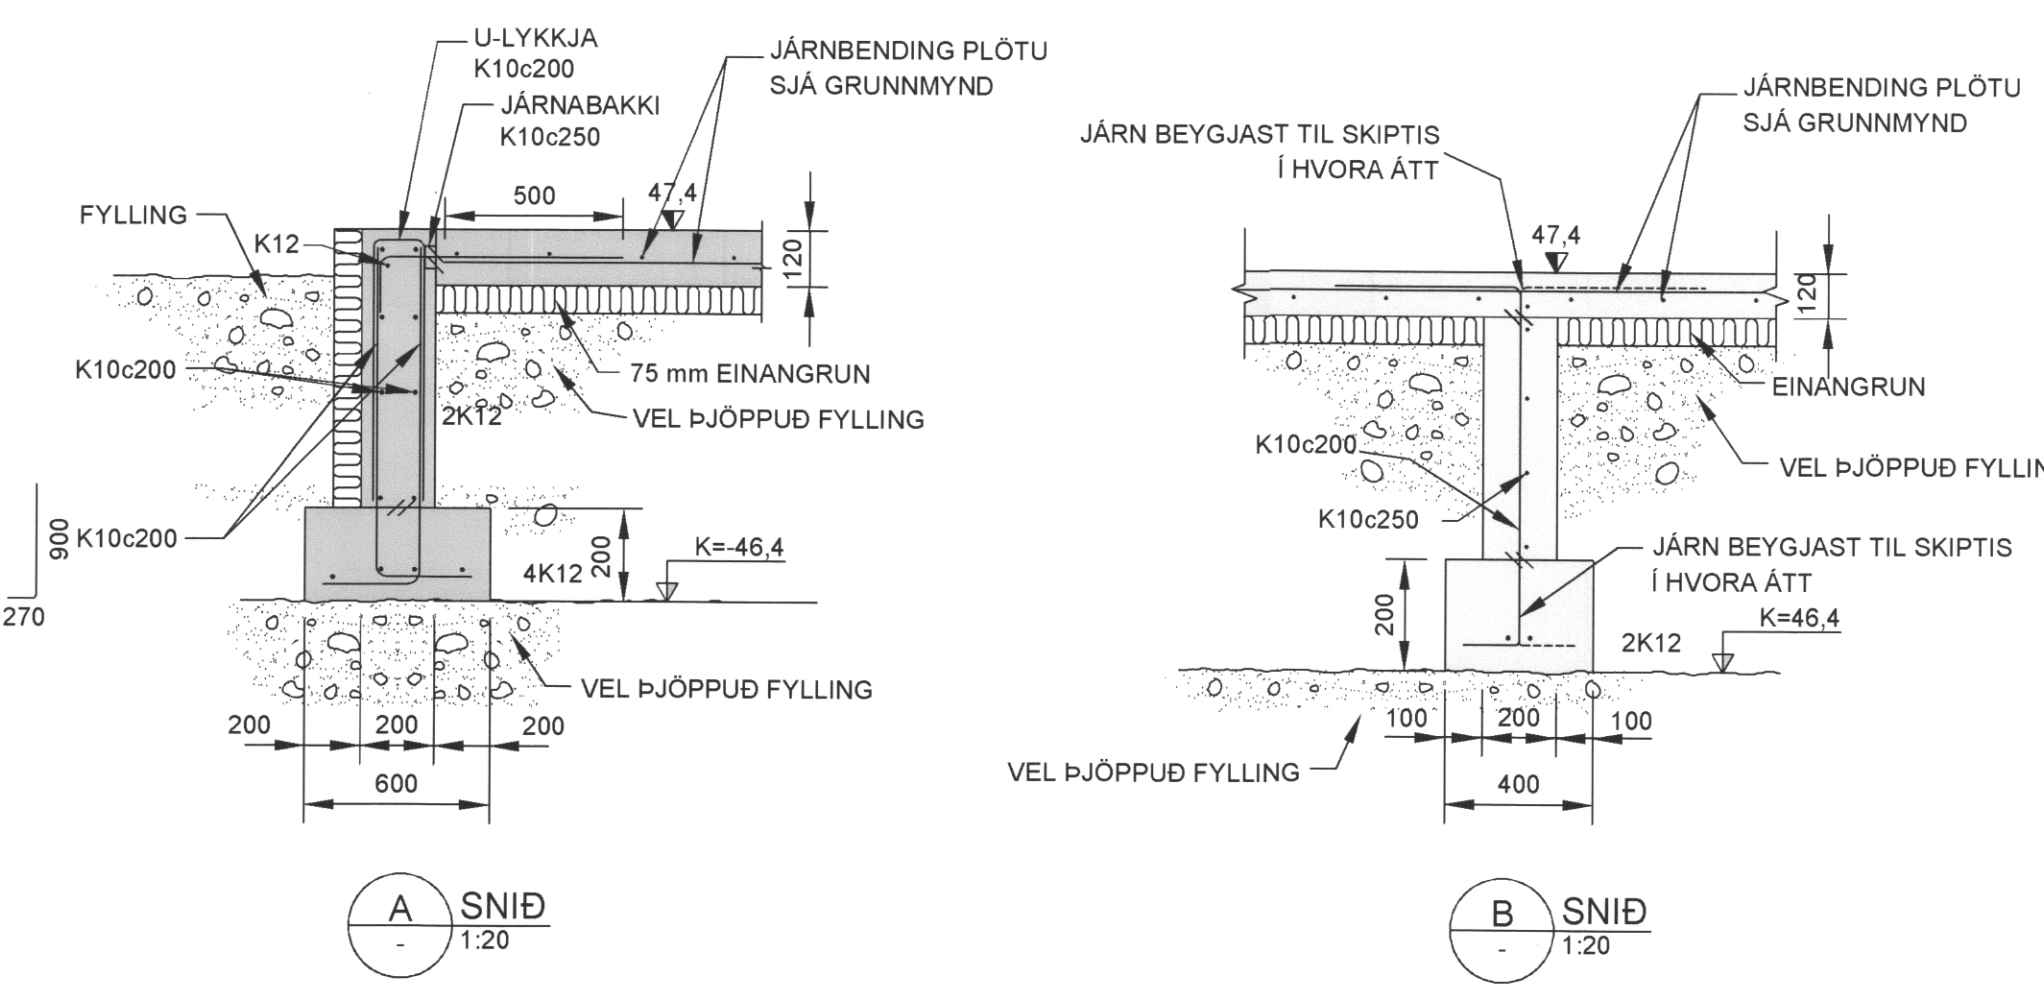 U-LYKKJA
K10c200
JÁRNABAKKI
K10c250
JÁRNBENDING PLÖTU
SJÁ GRUNNMYND
FYLLING
K12
500
47,4
120
K10c200
2K12
75 mm EINANGRUN
VEL ÞJÖPPUÐ FYLLING
900
270
K10c200
4K12
200
K=-46,4
VEL ÞJÖPPUÐ FYLLING
200
200
200
600
A
-
SNIÐ
1:20
JÁRNBENDING PLÖTU
SJÁ GRUNNMYND
JÁRN BEYGJAST TIL SKIPTIS
Í HVORA ÁTT
47,4
120
EINANGRUN
K10c200
VEL ÞJÖPPUÐ FYLLIN
K10c250
JÁRN BEYGJAST TIL SKIPTIS
Í HVORA ÁTT
200
K=46,4
2K12
100
200
100
VEL ÞJÖPPUÐ FYLLING
400
B
-
SNIÐ
1:20